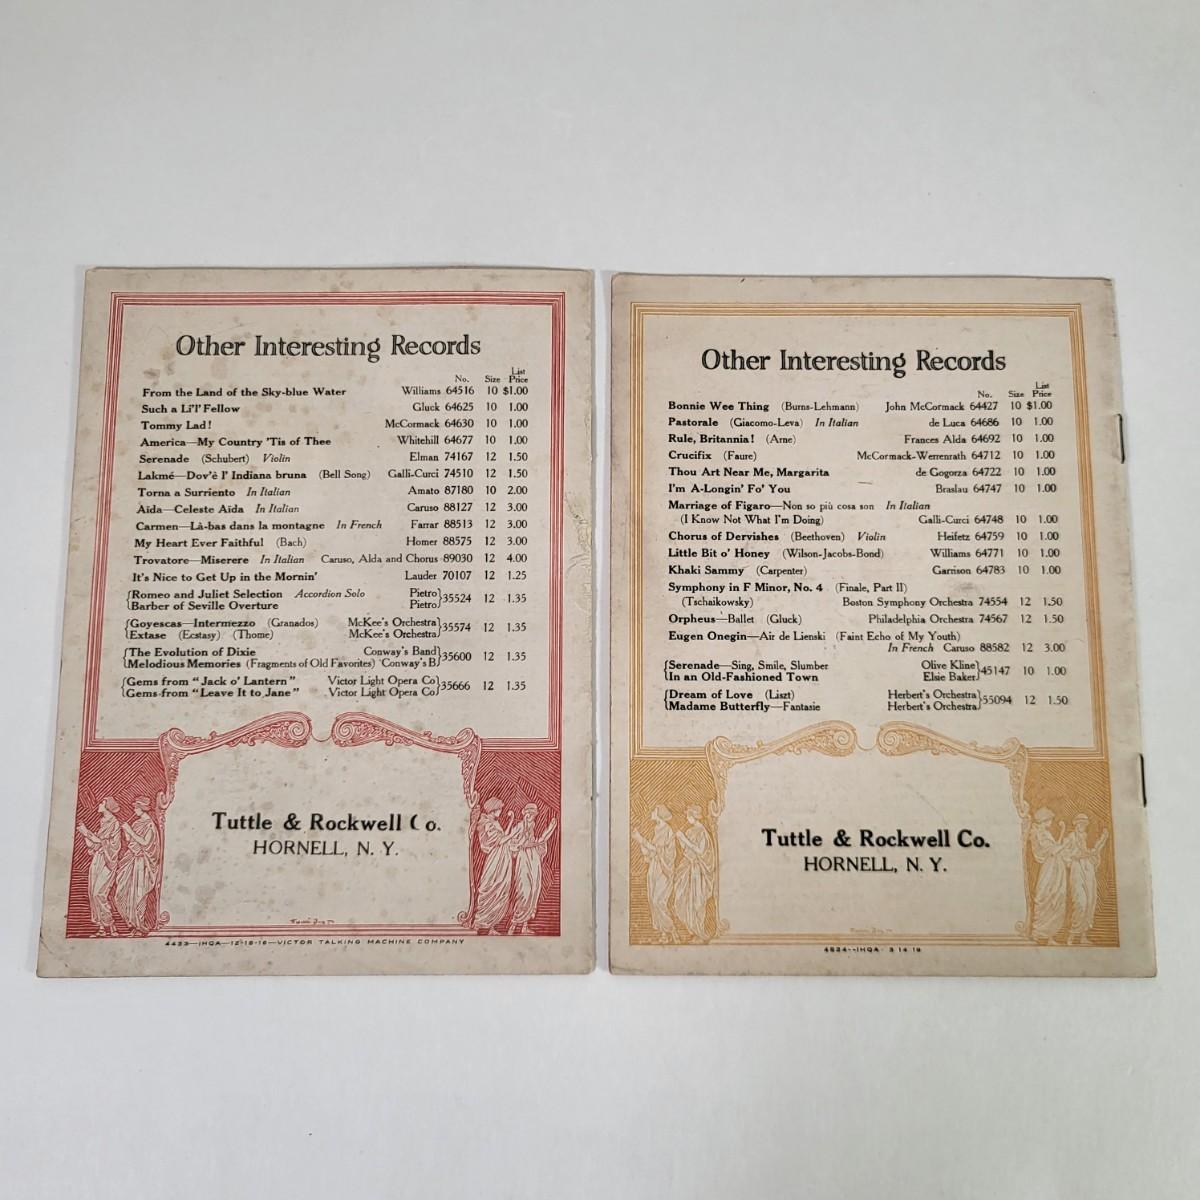 Other Interesting Records
No. Size List Price
From the Land of the Sky-blue Water Williams 64516 10 $1.00
Such a Li'l' Fellow Gluck 64625 10 1.00
Tommy Lad! McCormack 64630 10 1.00
America—My Country 'Tis of Thee Whitehill 64677 10 1.00
Serenade (Schubert) Violin Elman 74167 12 1.50
Lakmé—Dov'è l' Indiana bruna (Bell Song) Galli-Curci 74510 12 1.50
Torna a Surriento In Italian Amato 87180 10 2.00
Aïda—Celeste Aïda In Italian Caruso 88127 12 3.00
Carmen—Là-bas dans la montagne In French Farrar 88513 12 3.00
My Heart Ever Faithful (Bach) Homer 88575 12 3.00
Trovatore—Miserere In Italian Caruso, Alda and Chorus 89030 12 4.00
It's Nice to Get Up in the Mornin' Lauder 70107 12 1.25
{Romeo and Juliet Selection Accordion Solo Pietro}
{Barber of Seville Overture Pietro} 35524 12 1.35
{Goyescas—Intermezzo (Granados) McKee's Orchestra}
{Extase (Ecstasy) (Thome) McKee's Orchestra} 35574 12 1.35
{The Evolution of Dixie Conway's Band}
{Melodious Memories (Fragments of Old Favorites) Conway's B} 35600 12 1.35
{Gems from "Jack o' Lantern" Victor Light Opera Co}
{Gems from "Leave It to Jane" Victor Light Opera Co} 35666 12 1.35
Tuttle & Rockwell Co.
HORNELL, N. Y.
4423—IHQA—12-18-16—VICTOR TALKING MACHINE COMPANY
Other Interesting Records
No. Size List Price
Bonnie Wee Thing (Burns-Lehmann) John McCormack 64427 10 $1.00
Pastorale (Giacomo-Leva) In Italian de Luca 64686 10 1.00
Rule, Britannia! (Arne) Frances Alda 64692 10 1.00
Crucifix (Faure) McCormack-Werrenrath 64712 10 1.00
Thou Art Near Me, Margarita de Gogorza 64722 10 1.00
I'm A-Longin' Fo' You Braslau 64747 10 1.00
Marriage of Figaro—Non so più cosa son In Italian
(I Know Not What I'm Doing) Galli-Curci 64748 10 1.00
Chorus of Dervishes (Beethoven) Violin Heifetz 64759 10 1.00
Little Bit o' Honey (Wilson-Jacobs-Bond) Williams 64771 10 1.00
Khaki Sammy (Carpenter) Garrison 64783 10 1.00
Symphony in F Minor, No. 4 (Finale, Part II)
(Tschaikowsky) Boston Symphony Orchestra 74554 12 1.50
Orpheus—Ballet (Gluck) Philadelphia Orchestra 74567 12 1.50
Eugen Onegin—Air de Lienski (Faint Echo of My Youth)
In French Caruso 88582 12 3.00
{Serenade—Sing, Smile, Slumber Olive Kline}
{In an Old-Fashioned Town Elsie Baker} 45147 10 1.00
{Dream of Love (Liszt) Herbert's Orchestra}
{Madame Butterfly—Fantasie Herbert's Orchestra} 55094 12 1.50
Tuttle & Rockwell Co.
HORNELL, N. Y.
4524--IHQA 3 14 18